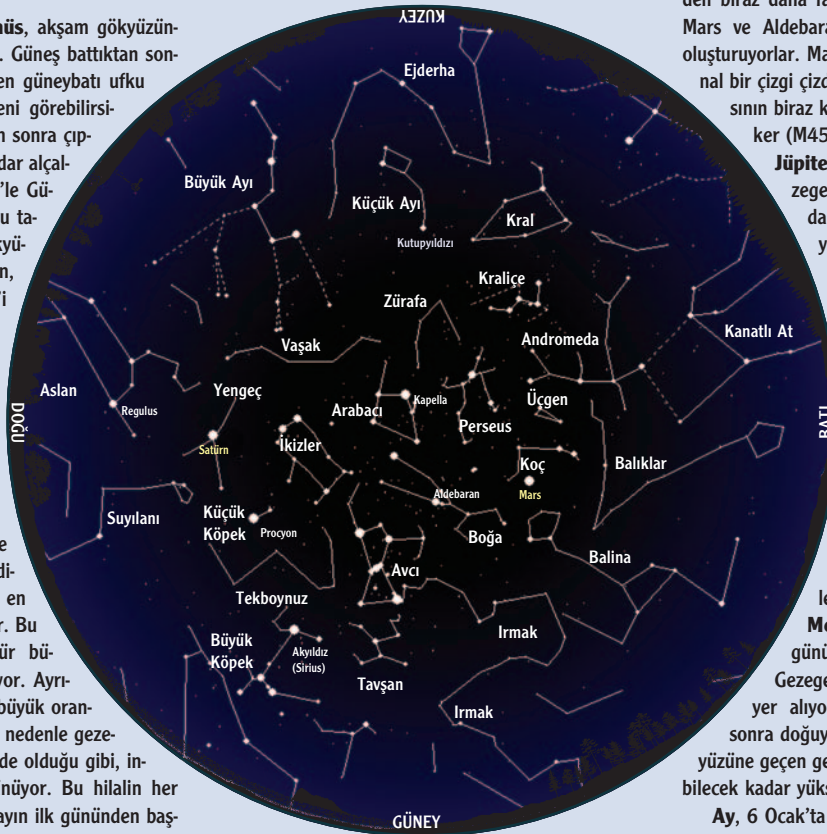 nüs, akşam gökyüzün-
. Güneş battıktan son-
en güneybatı ufku
eni görebilirsi-
n sonra çıp-
dar alçal-
'le Gü-
u ta-
kyü-
n,
'i
e
di-
en
r. Bu
ür bü-
yor. Ayrı-
büyük oran-
nedenle geze-
de olduğu gibi, in-
nüyor. Bu hilalin her
ayın ilk gününden baş-
KUZEY
Ejderha
Büyük Ayı
Küçük Ayı
Kutupyıldızı
Kral
Kraliçe
Zürafa
Andromeda
Kanatlı At
Vaşak
Aslan
Regulus
Yengeç
Satürn
Arabacı
Kapella
Perseus
Üçgen
İkizler
Koç
Mars
Balıklar
DOĞU
BATI
Suyılanı
Küçük
Köpek
Procyon
Aldebaran
Boğa
Balina
Avcı
Tekboynuz
Büyük
Köpek
Akyıldız
(Sirius)
Tavşan
Irmak
Irmak
GÜNEY
den biraz daha
Mars ve Aldebara
oluşturuyorlar. Ma
nal bir çizgi çizd
sının biraz k
ker (M45
Jüpite
zege
da
y
le
Me
günü
Gezege
yer alıyo
sonra doğuy
yüzüne geçen ge
bilecek kadar yüks
Ay, 6 Ocak'ta